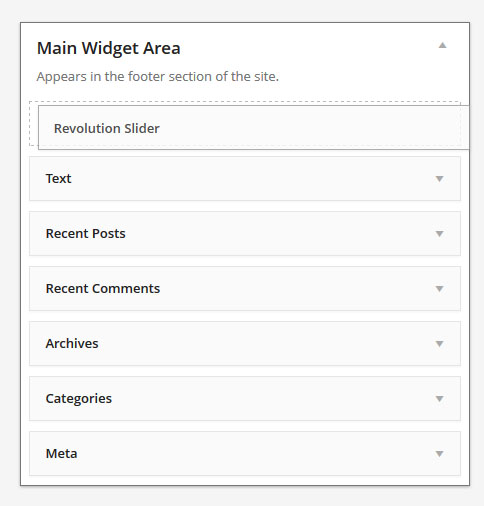 Main Widget Area
Appears in the footer section of the site.
Revolution Slider
Text
Recent Posts
Recent Comments
Archives
Categories
Meta